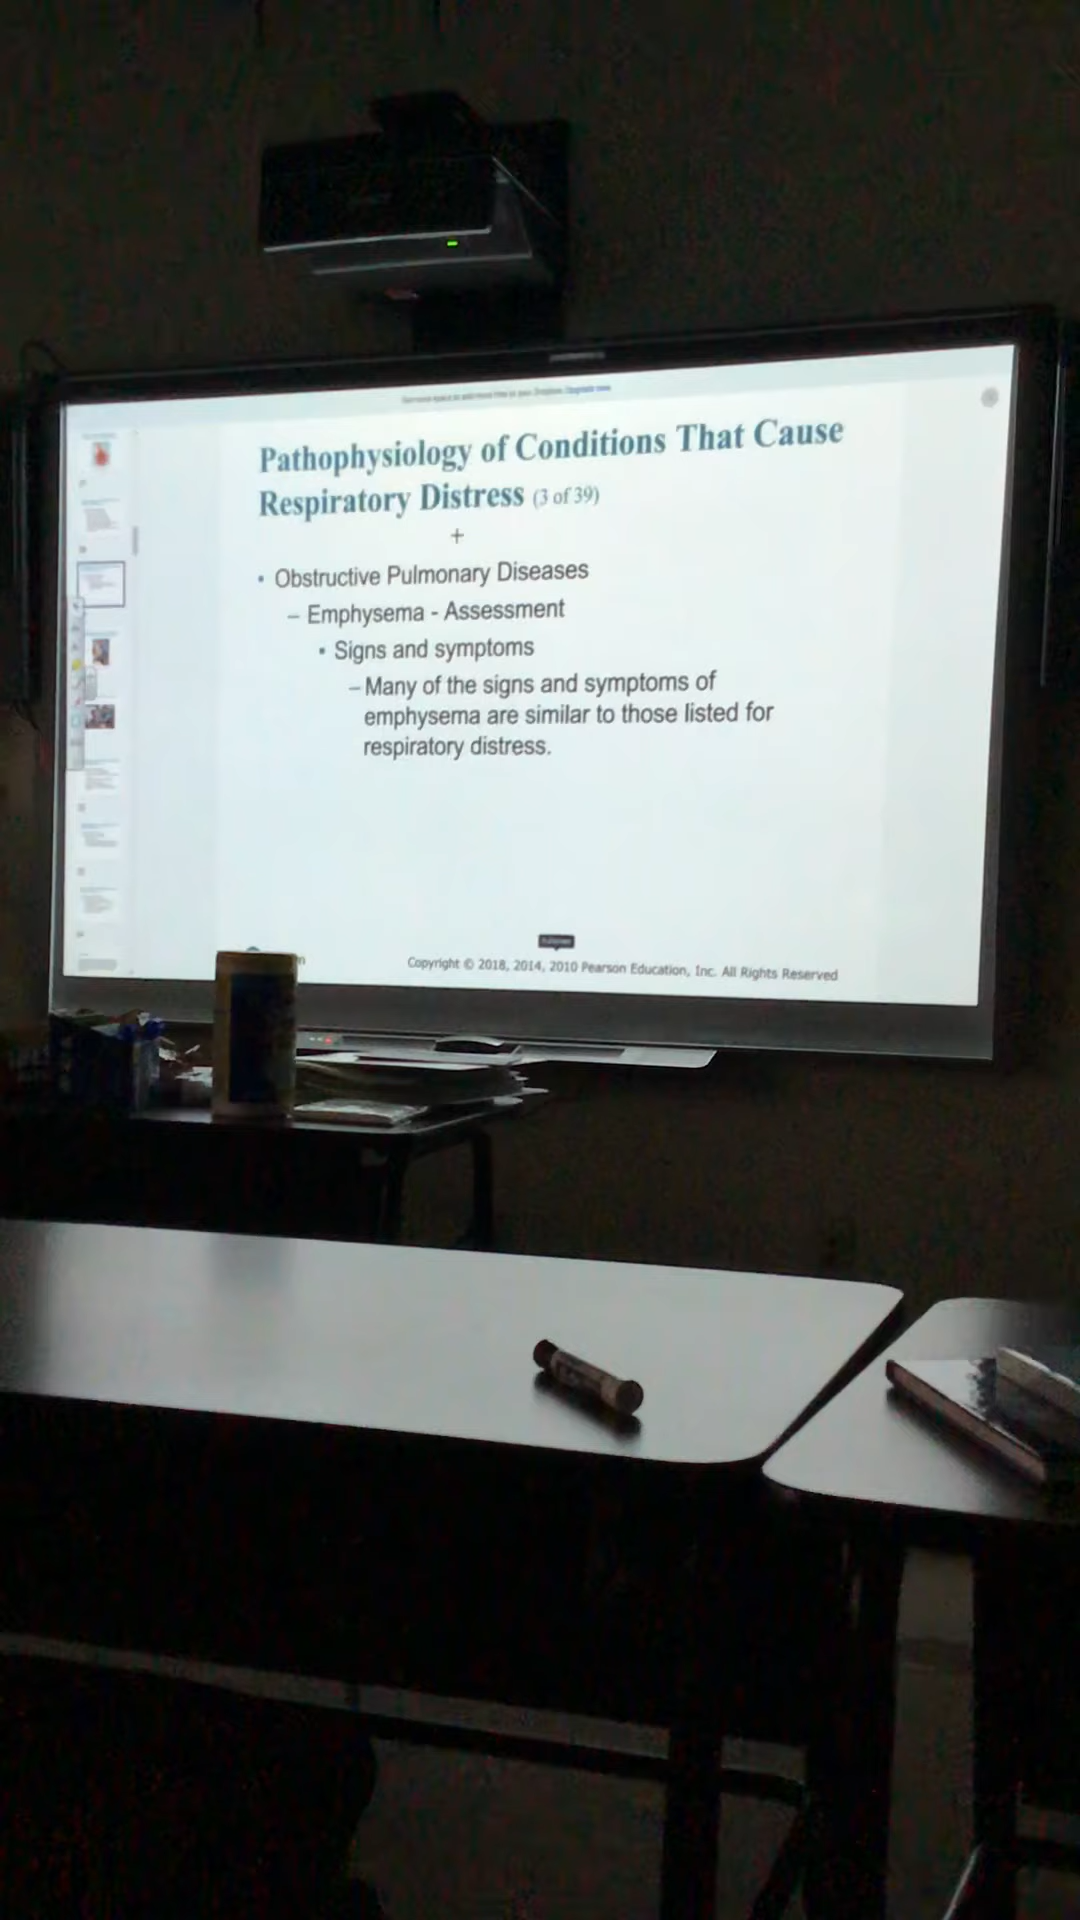 Pathophysiology of Conditions That Cause
Respiratory Distress (3 of 39)
• Obstructive Pulmonary Diseases
– Emphysema - Assessment
• Signs and symptoms
– Many of the signs and symptoms of
emphysema are similar to those listed for
respiratory distress.
Copyright © 2018, 2014, 2010 Pearson Education, Inc. All Rights Reserved